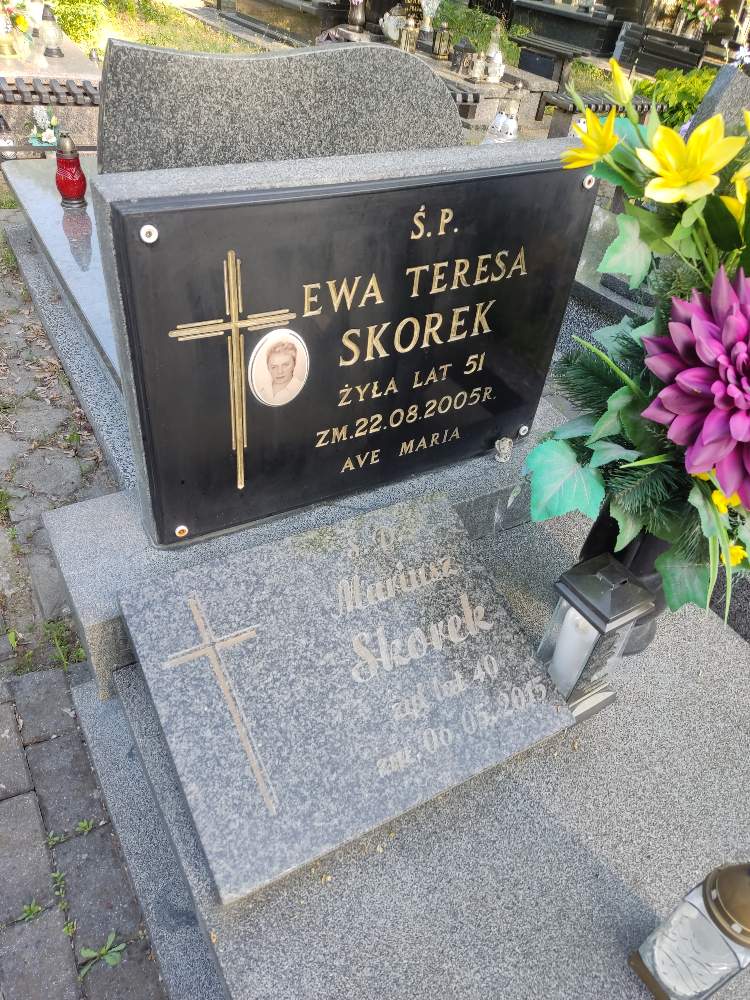 Ś.P.
EWA TERESA
SKOREK
ŻYŁA LAT 51
ZM.22.08.2005R.
AVE MARIA
Ś. P.
Mariusz
Skorek
żył lat 40
zm. 06.05.2015